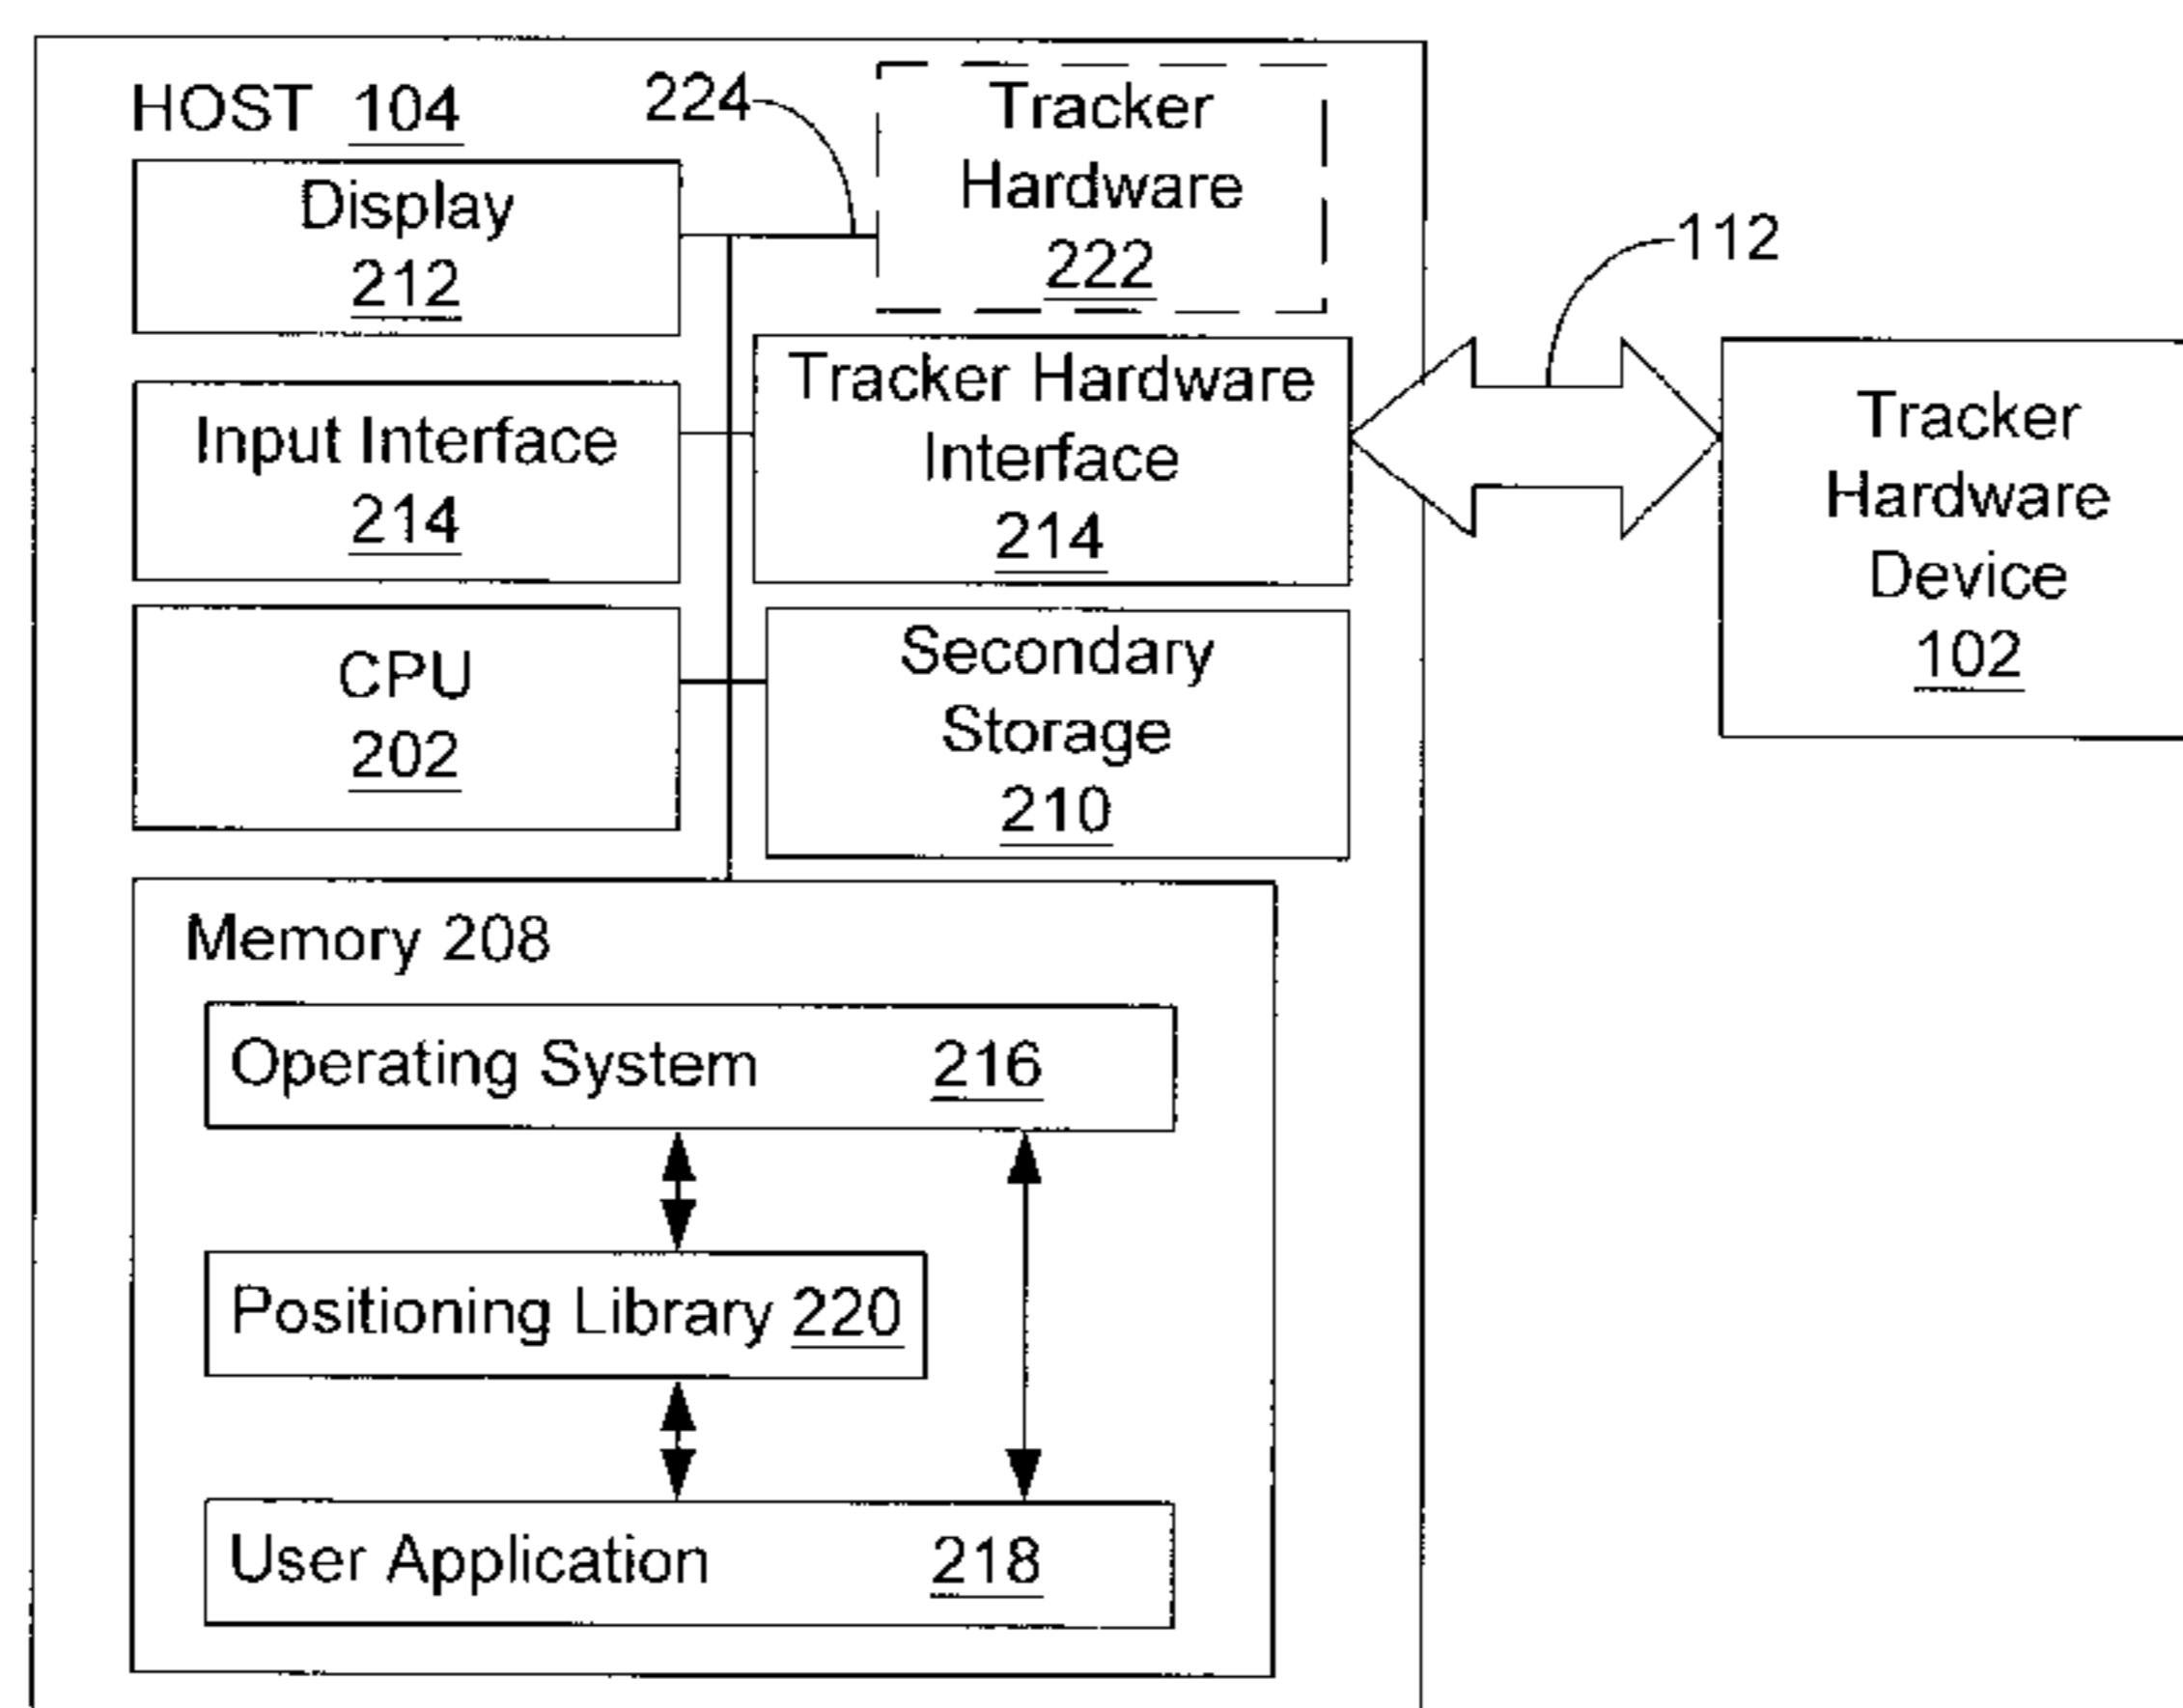 HOST 104
224
Tracker
Hardware
222
Display
212
112
Input Interface
214
Tracker Hardware
Interface
214
Tracker
Hardware
Device
102
CPU
202
Secondary
Storage
210
Memory 208
Operating System 216
Positioning Library 220
User Application 218